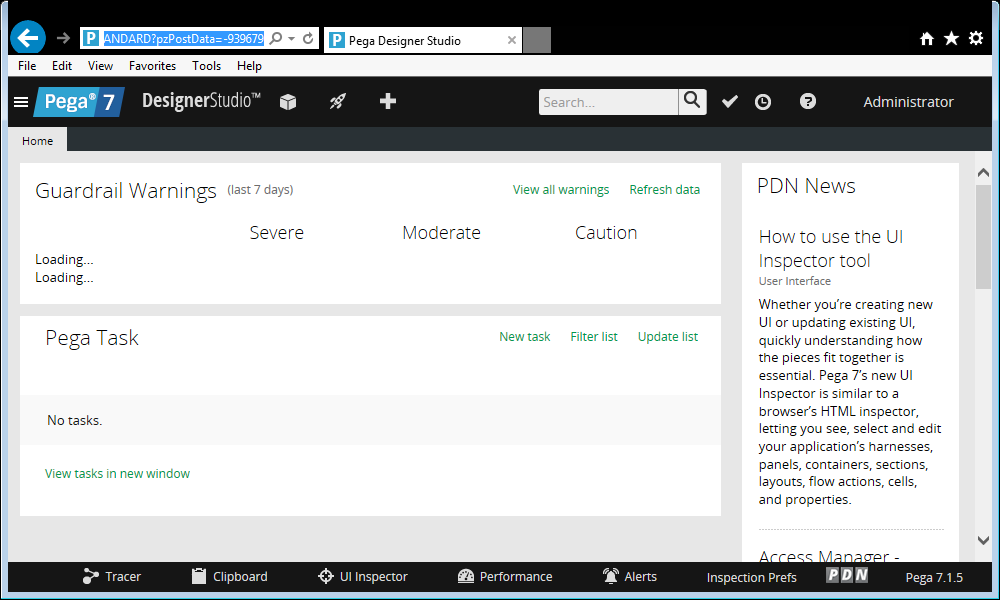 ANDARD?pzPostData=-939679
Pega Designer Studio
File Edit View Favorites Tools Help
Pega® 7 DesignerStudio™ Search... Administrator
Home
Guardrail Warnings (last 7 days) View all warnings Refresh data
Severe Moderate Caution
Loading...
Loading...
Pega Task New task Filter list Update list
No tasks.
View tasks in new window
PDN News
How to use the UI
Inspector tool
User Interface
Whether you’re creating new
UI or updating existing UI,
quickly understanding how
the pieces fit together is
essential. Pega 7’s new UI
Inspector is similar to a
browser’s HTML inspector,
letting you see, select and edit
your application’s harnesses,
panels, containers, sections,
layouts, flow actions, cells,
and properties.
Access Manager -
Tracer Clipboard UI Inspector Performance Alerts Inspection Prefs PDN Pega 7.1.5